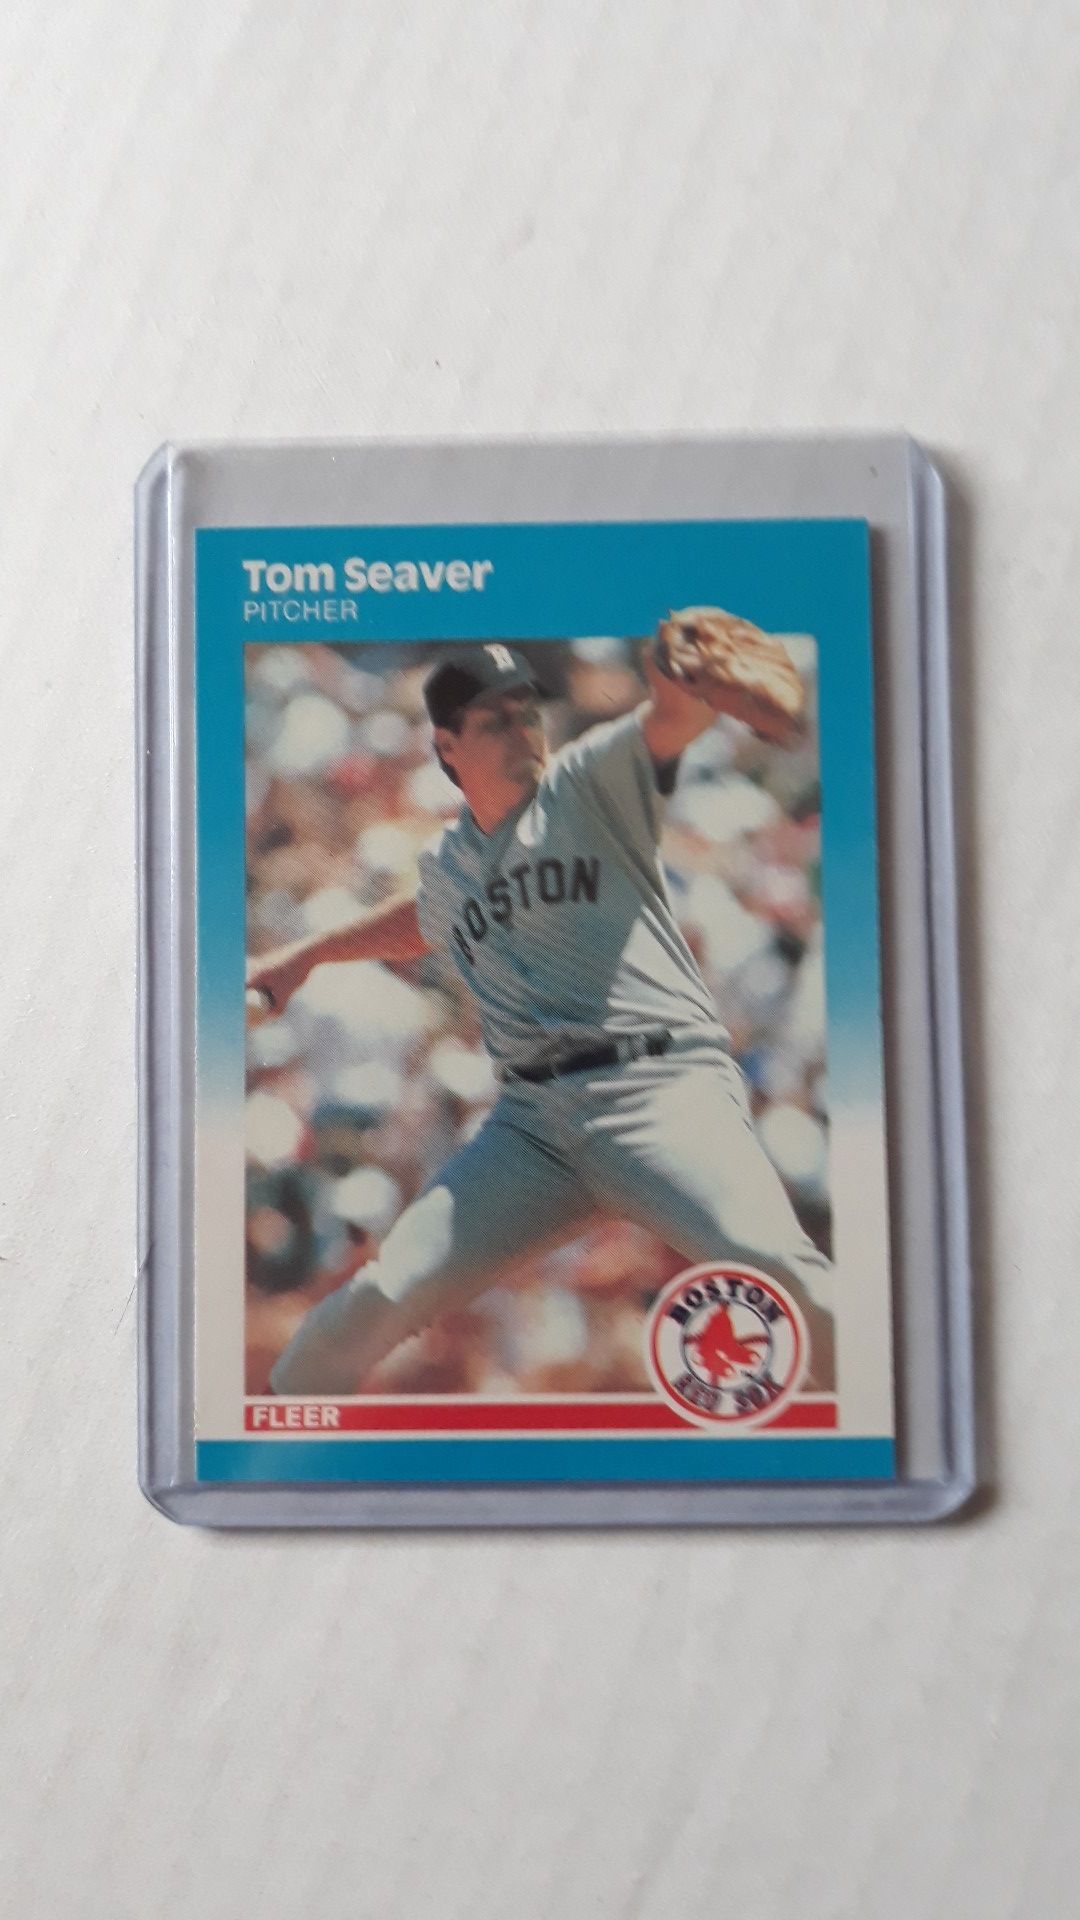 Tom Seaver
PITCHER
B
BOSTON
BOSTON
RED SOX
FLEER